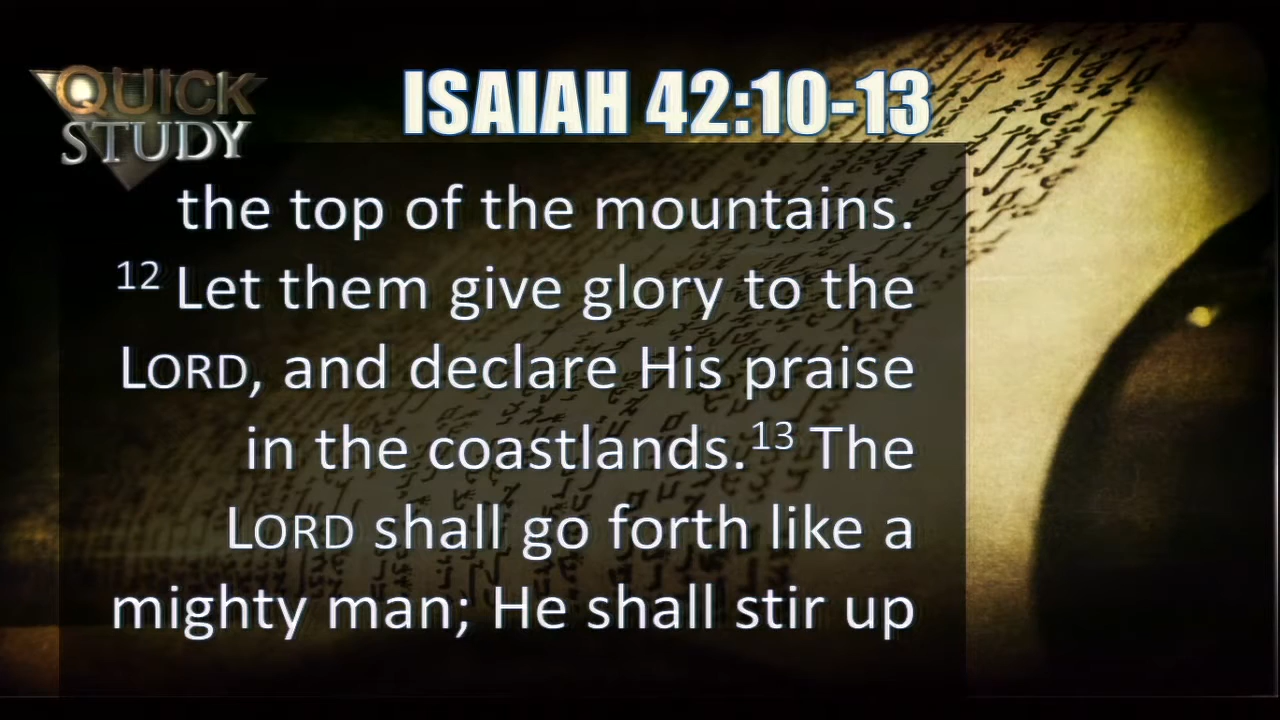 QUICK
STUDY
ISAIAH 42:10-13
the top of the mountains.
12 Let them give glory to the
LORD, and declare His praise
in the coastlands.13 The
LORD shall go forth like a
mighty man; He shall stir up